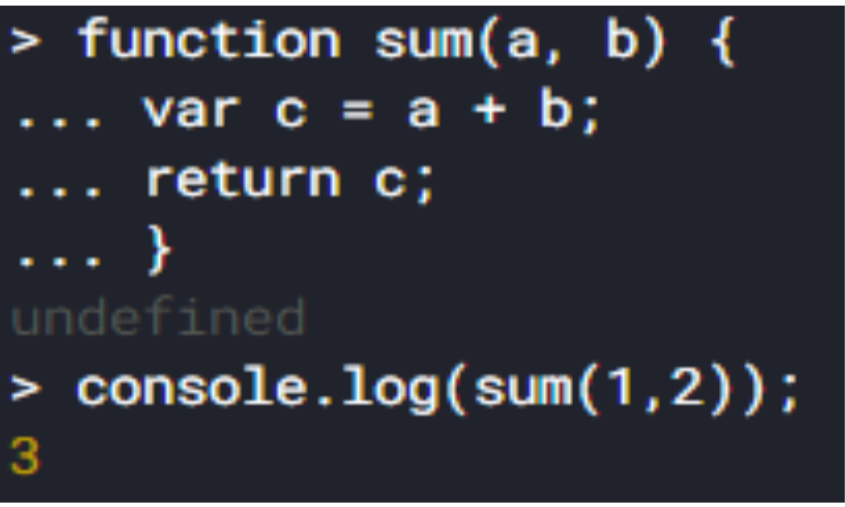 > function sum(a, b) {
... var c = a + b;
... return c;
... }
undefined
> console.log(sum(1,2));
3